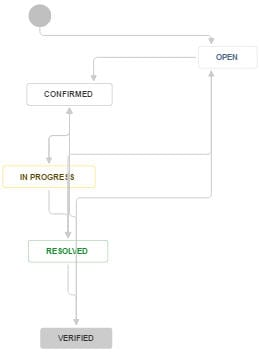 OPEN
CONFIRMED
IN PROGRESS
RESOLVED
VERIFIED